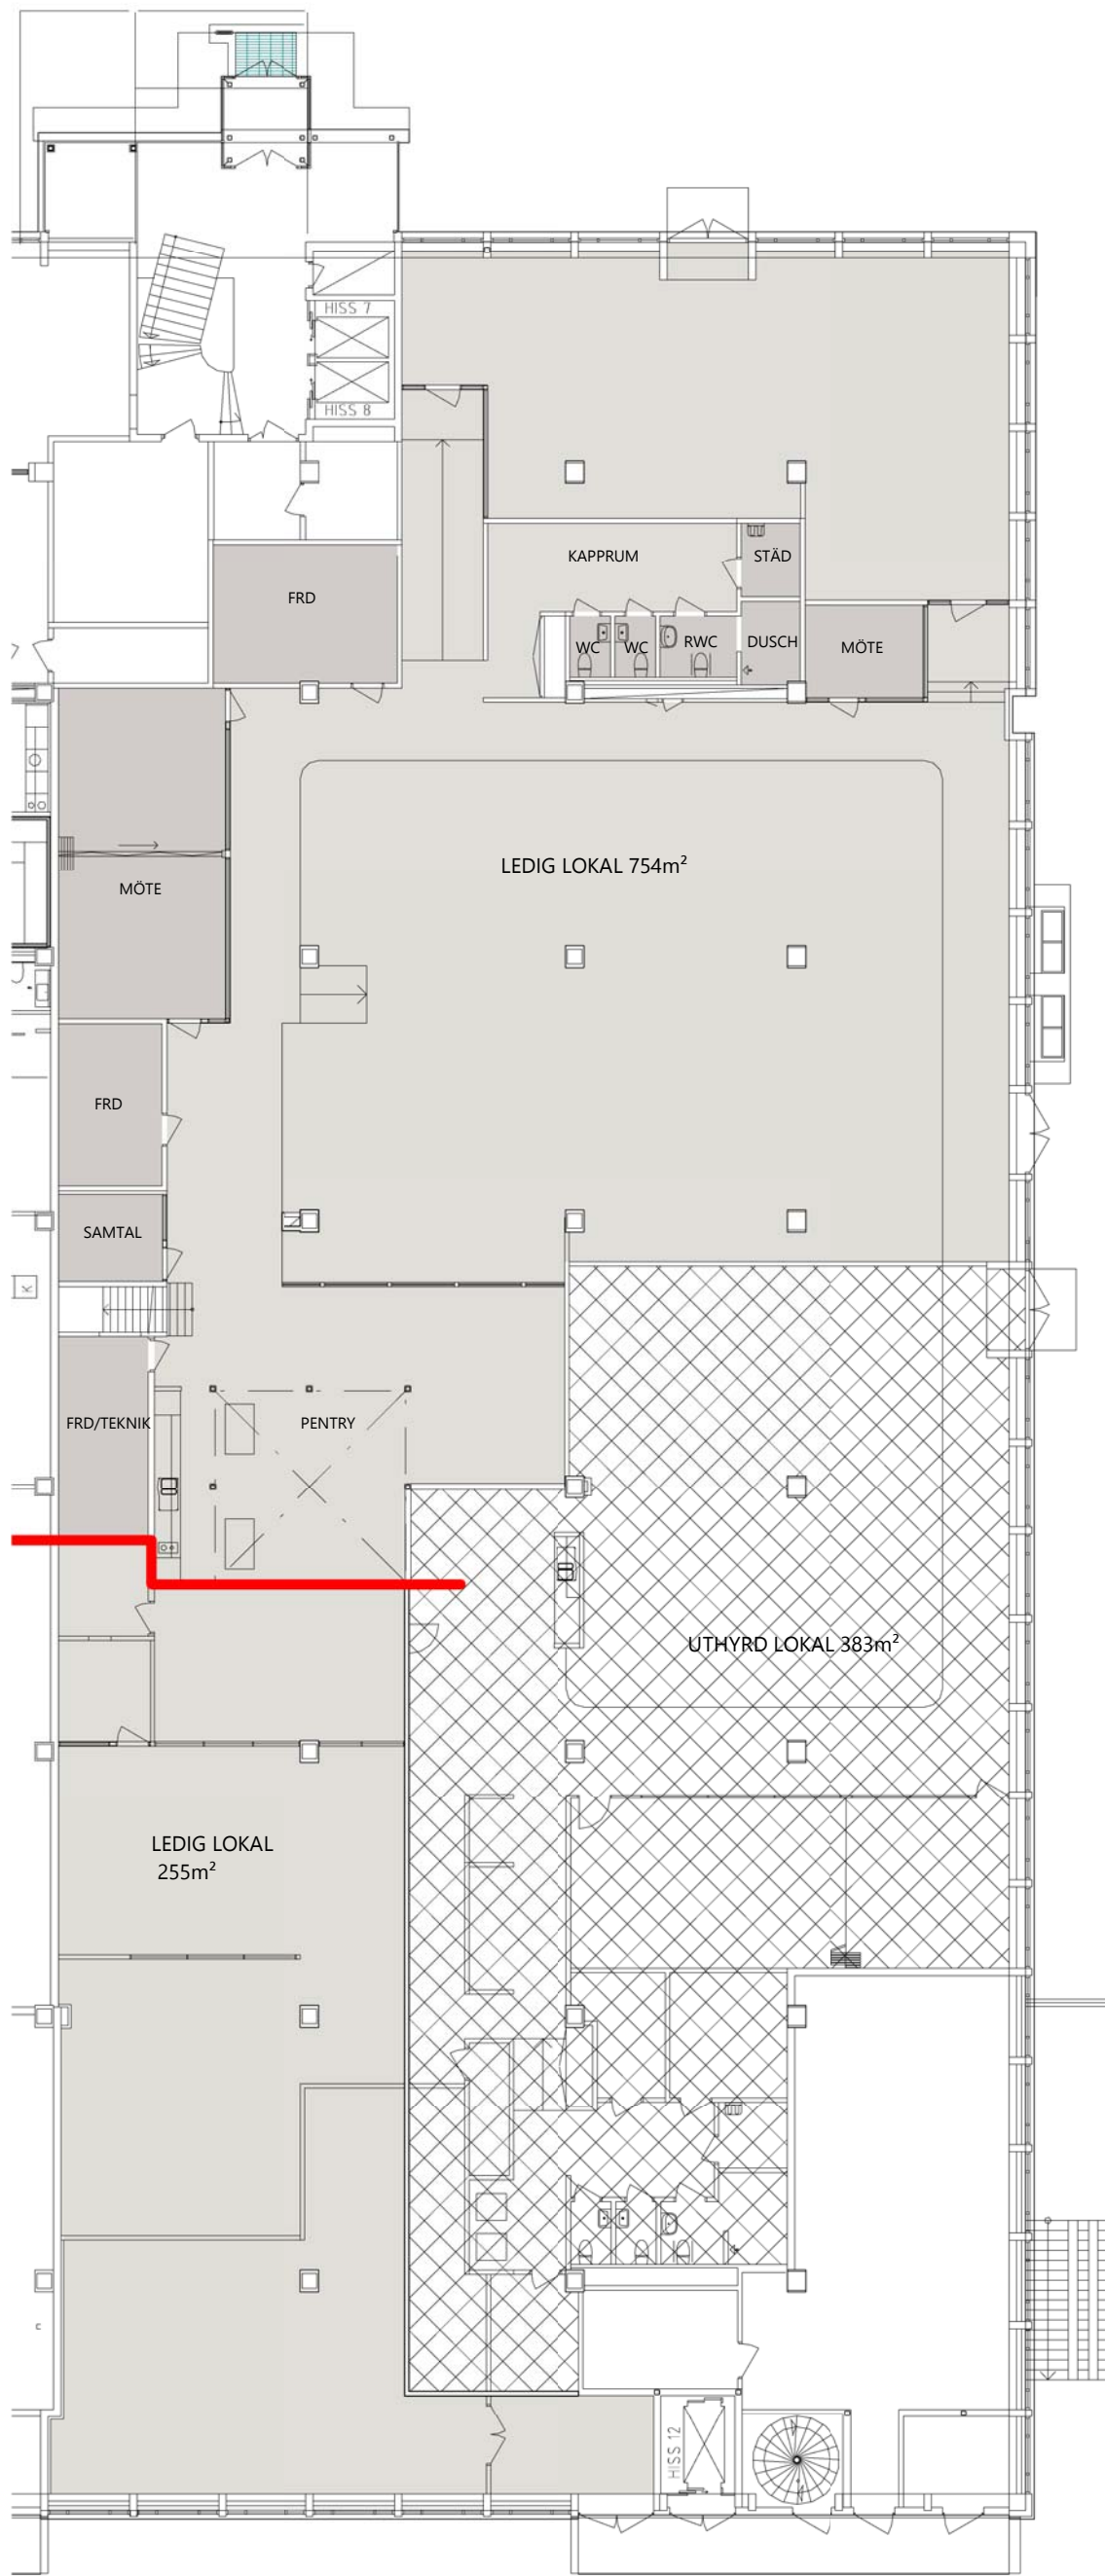 HISS 7
HISS 8
KAPPRUM
STÄD
FRD
WC
WC
RWC
DUSCH
MÖTE
LEDIG LOKAL 754m²
MÖTE
FRD
SAMTAL
K
FRD/TEKNIK
PENTRY
UTHYRD LOKAL 383m²
LEDIG LOKAL
255m²
HISS 12